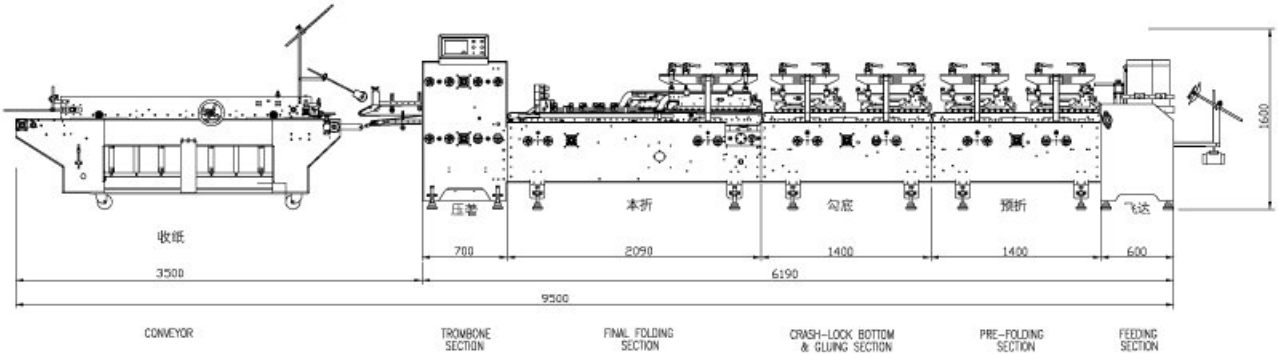 1600
压著
本折
勾底
预折
飞达
收纸
700
2090
1400
1400
600
3500
6190
9500
CONVEYOR
TROMBONE
SECTION
FINAL FOLDING
SECTION
CRASH-LOCK BOTTOM
& GLUING SECTION
PRE-FOLDING
SECTION
FEEDING
SECTION